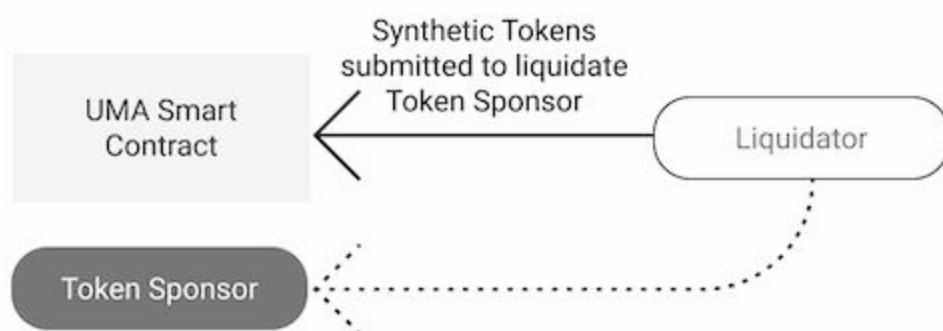 Synthetic Tokens
submitted to liquidate
Token Sponsor
UMA Smart
Contract
Liquidator
Token Sponsor